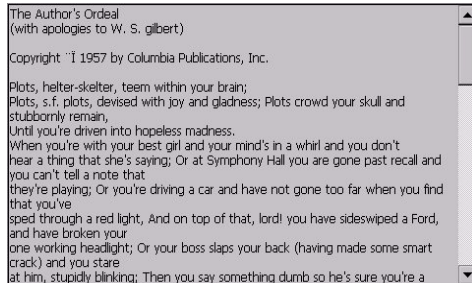 The Author's Ordeal
(with apologies to W. S. gilbert)
Copyright ¨Ï 1957 by Columbia Publications, Inc.
Plots, helter-skelter, teem within your brain;
Plots, s.f. plots, devised with joy and gladness; Plots crowd your skull and
stubbornly remain,
Until you're driven into hopeless madness.
When you're with your best girl and your mind's in a whirl and you don't
hear a thing that she's saying; Or at Symphony Hall you are gone past recall and
you can't tell a note that
they're playing; Or you're driving a car and have not gone too far when you find
that you've
sped through a red light, And on top of that, lord! you have sideswiped a Ford,
and have broken your
one working headlight; Or your boss slaps your back (having made some smart
crack) and you stare
at him, stupidly blinking; Then you say something dumb so he's sure you're a